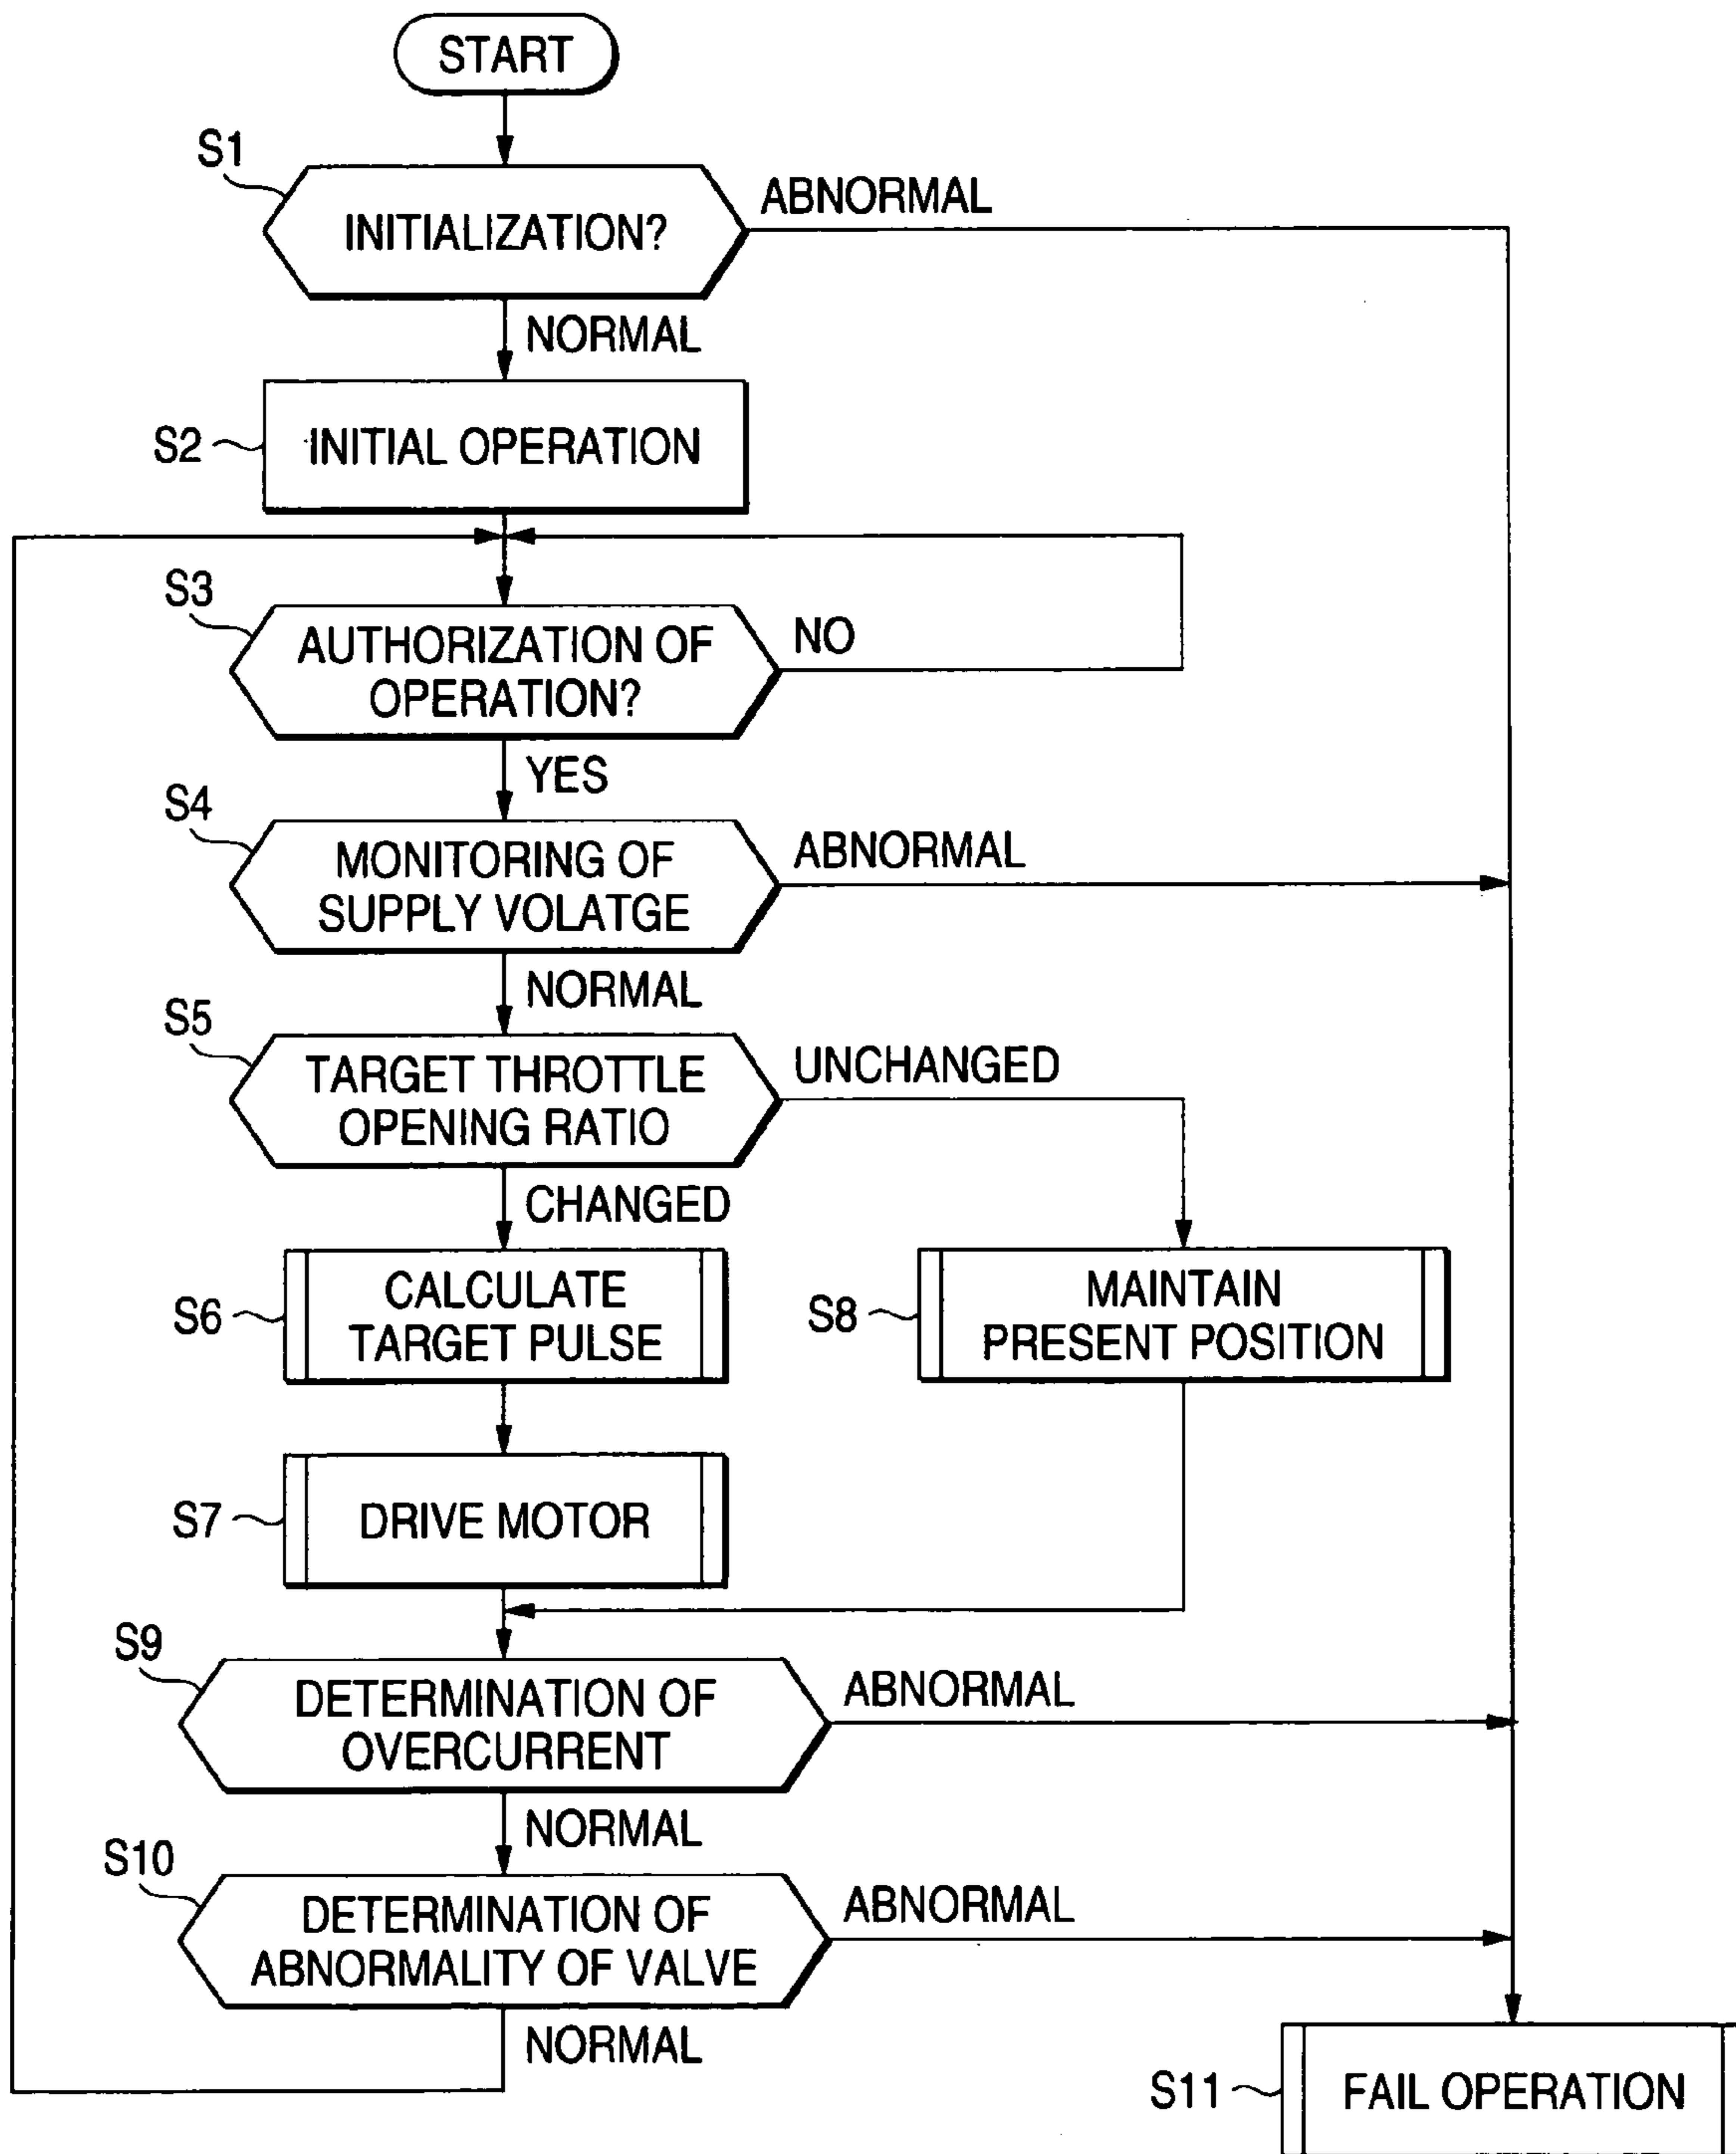 START
S1
INITIALIZATION?
ABNORMAL
NORMAL
S2
INITIAL OPERATION
S3
AUTHORIZATION OF
OPERATION?
NO
YES
S4
MONITORING OF
SUPPLY VOLATGE
ABNORMAL
NORMAL
S5
TARGET THROTTLE
OPENING RATIO
UNCHANGED
CHANGED
S6
CALCULATE
TARGET PULSE
S8
MAINTAIN
PRESENT POSITION
S7
DRIVE MOTOR
S9
DETERMINATION OF
OVERCURRENT
ABNORMAL
NORMAL
S10
DETERMINATION OF
ABNORMALITY OF VALVE
ABNORMAL
NORMAL
S11
FAIL OPERATION